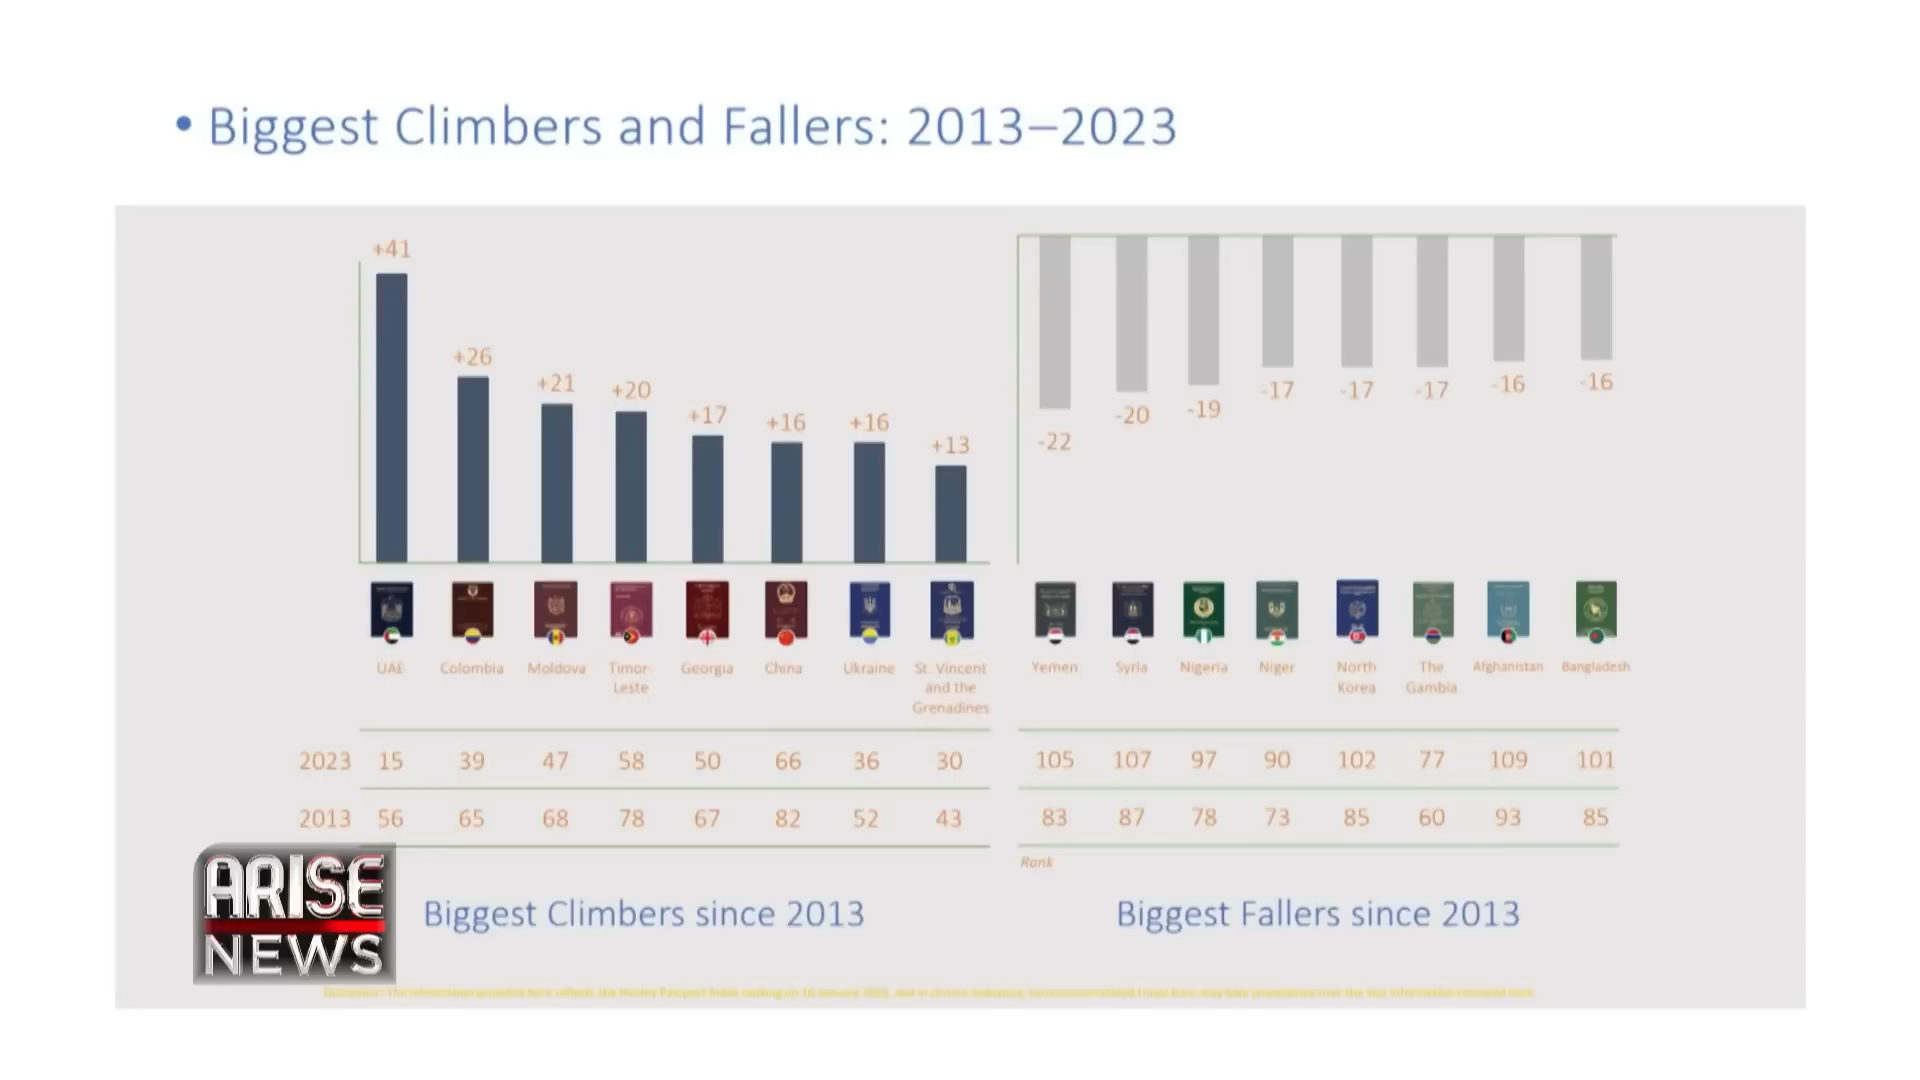 • Biggest Climbers and Fallers: 2013–2023
+41
+26
+21
+20
+17
+16
+16
+13
-22
-20
-19
-17
-17
-17
-16
-16
UAE
Colombia
Moldova
Timor-
Leste
Georgia
China
Ukraine
St. Vincent
and the
Grenadines
Yemen
Syria
Nigeria
Niger
North
Korea
The
Gambia
Afghanistan
Bangladesh
2023 15 39 47 58 50 66 36 30 105 107 97 90 102 77 109 101
2013 56 65 68 78 67 82 52 43 83 87 78 73 85 60 93 85
Rank
ARISE
NEWS
Biggest Climbers since 2013
Biggest Fallers since 2013